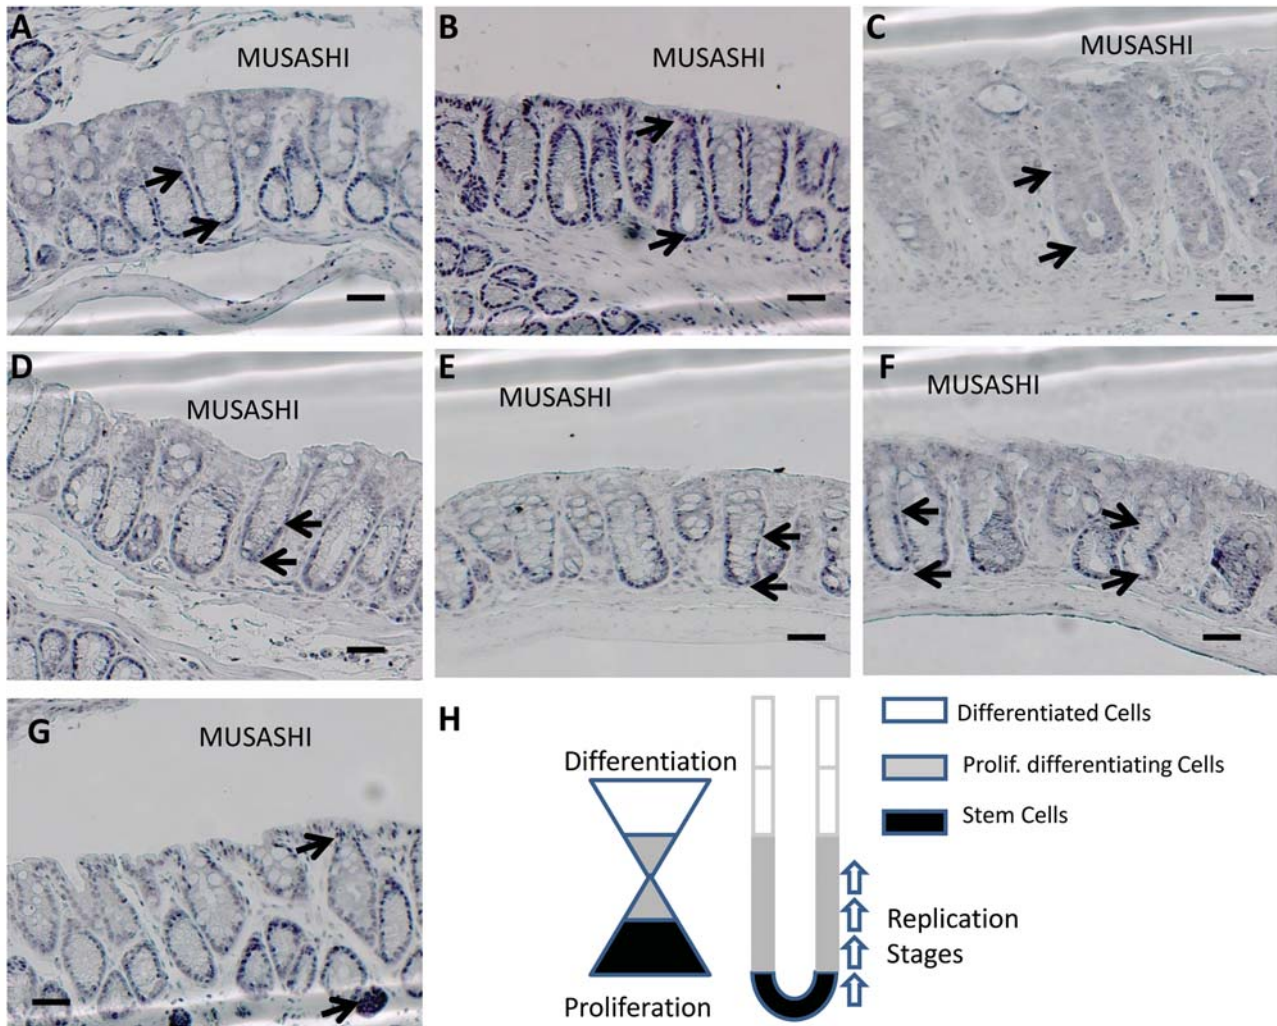 A
MUSASHI
B
MUSASHI
C
MUSASHI
D
MUSASHI
E
MUSASHI
F
MUSASHI
G
MUSASHI
H
Differentiation
Proliferation
Differentiated Cells
Prolif. differentiating Cells
Stem Cells
Replication
Stages